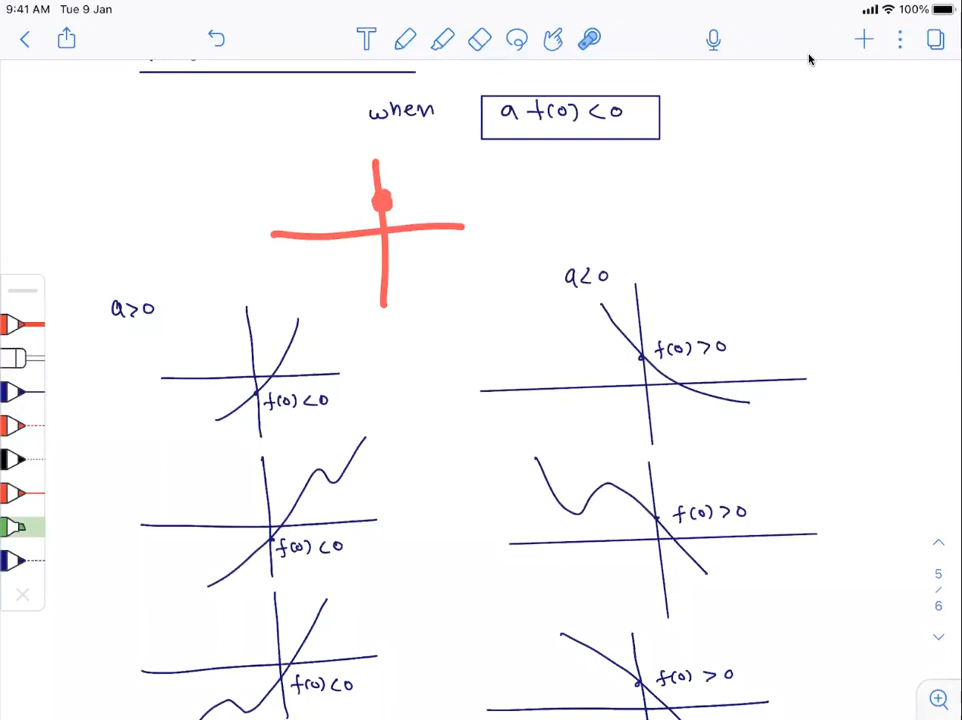 9:41 AM Tue 9 Jan
100%
when a f(0) < 0
a<0
a>0
f(0) > 0
f(0) < 0
f(0) > 0
f(0) < 0
f(0) > 0
f(0) < 0
5
/
6